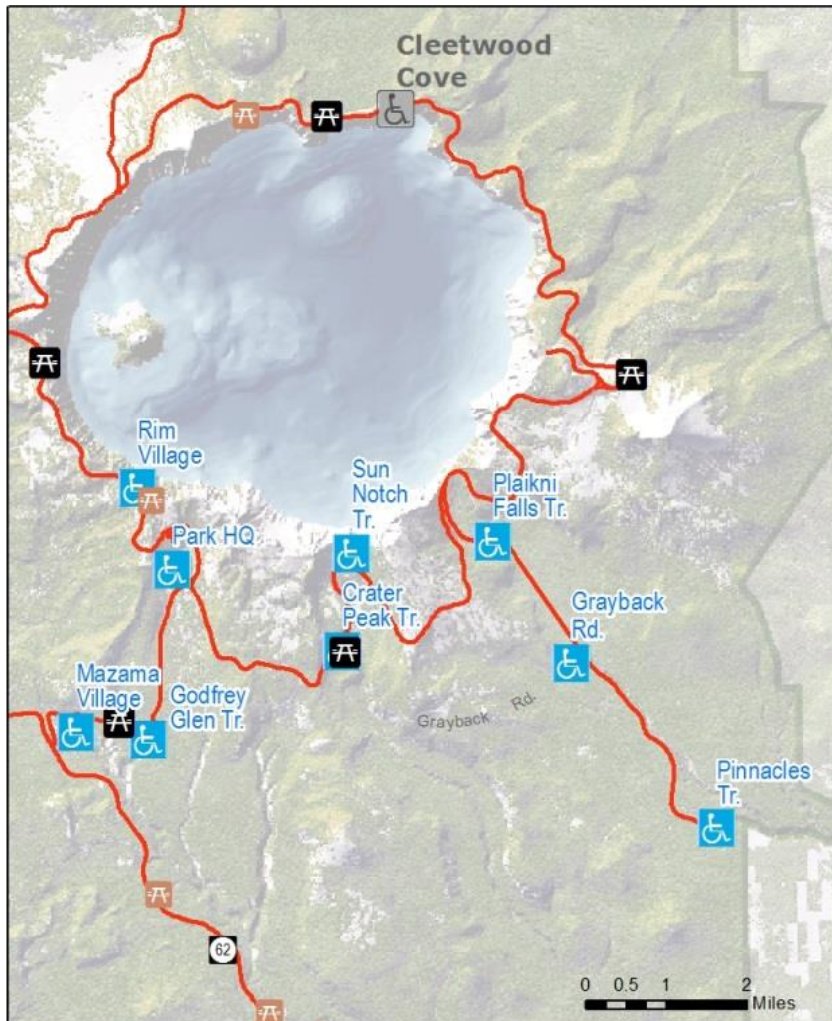 Cleetwood
Cove
Rim
Village
Sun
Notch
Tr.
Plaikni
Falls Tr.
Park HQ
Crater
Peak Tr.
Grayback
Rd.
Mazama
Village
Godfrey
Glen Tr.
Grayback Rd.
Pinnacles
Tr.
62
0 0.5 1 2
Miles